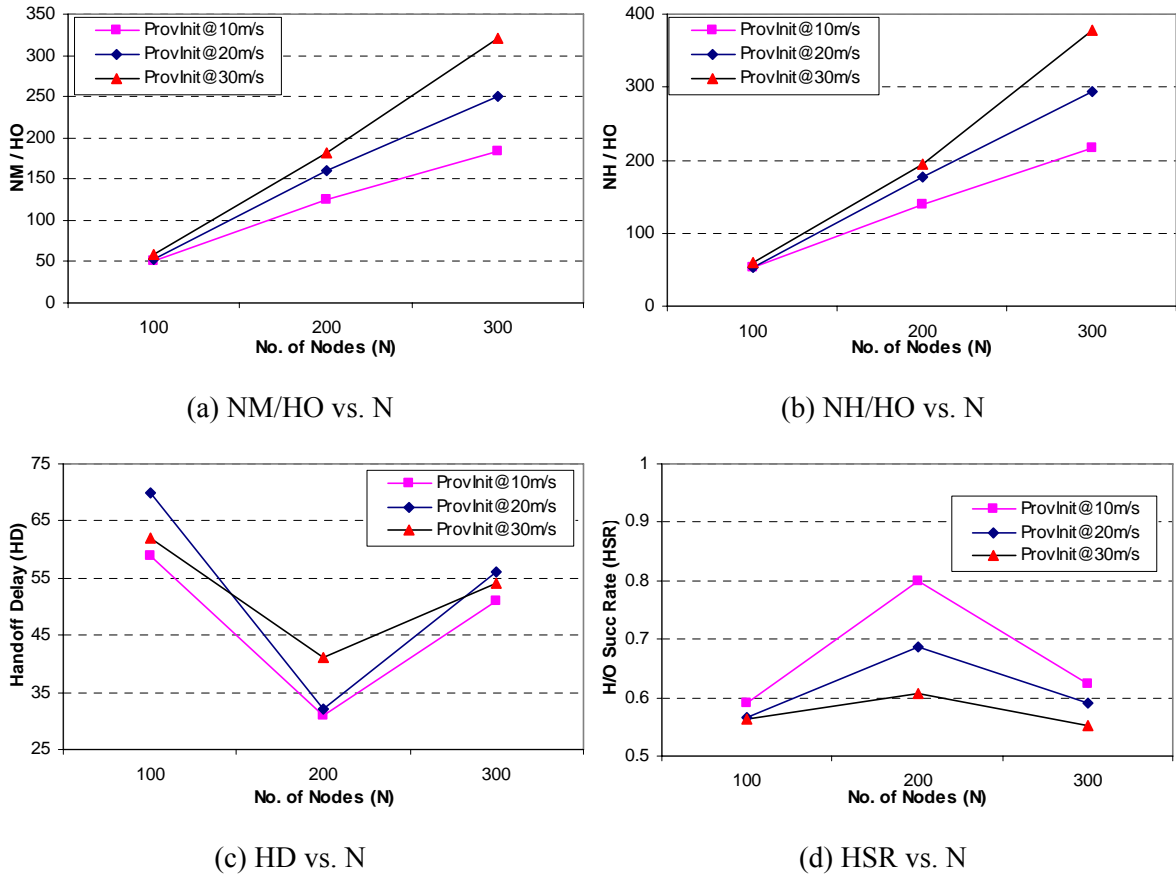 350
300
250
200
150
100
50
0
NM / HO
ProvInit@10m/s
ProvInit@20m/s
ProvInit@30m/s
100 200 300
No. of Nodes (N)
(a) NM/HO vs. N
400
300
200
100
0
NH / HO
ProvInit@10m/s
ProvInit@20m/s
ProvInit@30m/s
100 200 300
No. of Nodes (N)
(b) NH/HO vs. N
75
65
55
45
35
25
Handoff Delay (HD)
ProvInit@10m/s
ProvInit@20m/s
ProvInit@30m/s
100 200 300
No. of Nodes (N)
(c) HD vs. N
1
0.9
0.8
0.7
0.6
0.5
H/O Succ Rate (HSR)
ProvInit@10m/s
ProvInit@20m/s
ProvInit@30m/s
100 200 300
No. of Nodes (N)
(d) HSR vs. N